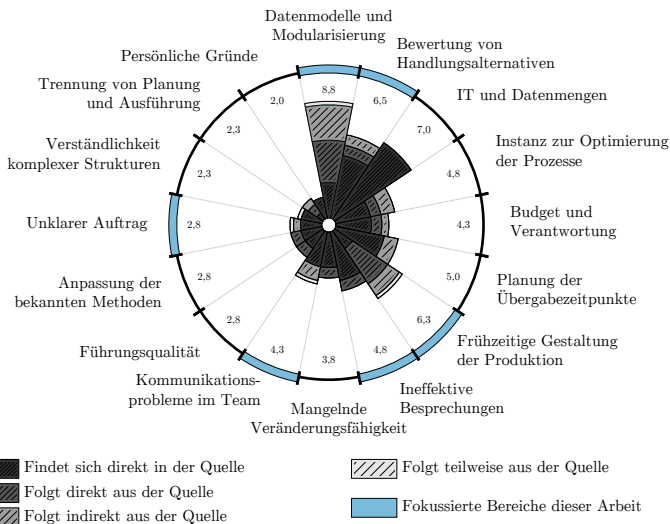 Datenmodelle und
Modularisierung
Bewertung von
Handlungsalternativen
IT und Datenmengen
Instanz zur Optimierung
der Prozesse
Budget und
Verantwortung
Planung der
Übergabezeitpunkte
Frühzeitige Gestaltung
der Produktion
Ineffektive
Besprechungen
Mangelnde
Veränderungsfähigkeit
Kommunikations-
probleme im Team
Führungsqualität
Anpassung der
bekannten Methoden
Unklarer Auftrag
Verständlichkeit
komplexer Strukturen
Trennung von Planung
und Ausführung
Persönliche Gründe
8,8
6,5
7,0
4,8
4,3
5,0
6,3
4,8
3,8
4,3
2,8
2,8
2,8
2,3
2,3
2,0
Findet sich direkt in der Quelle
Folgt direkt aus der Quelle
Folgt indirekt aus der Quelle
Folgt teilweise aus der Quelle
Fokussierte Bereiche dieser Arbeit